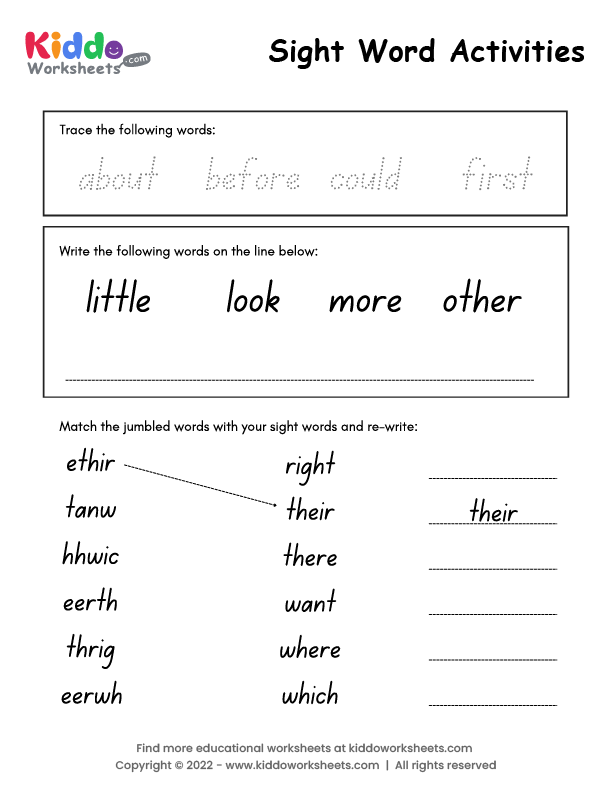 Kiddo
Worksheets.com
Sight Word Activities
Trace the following words:
about before could first
Write the following words on the line below:
little look more other
Match the jumbled words with your sight words and re-write:
ethir right
tanw their their
hhwic there
eerth want
thrig where
eerwh which
Find more educational worksheets at kiddoworksheets.com
Copyright © 2022 - www.kiddoworksheets.com | All rights reserved